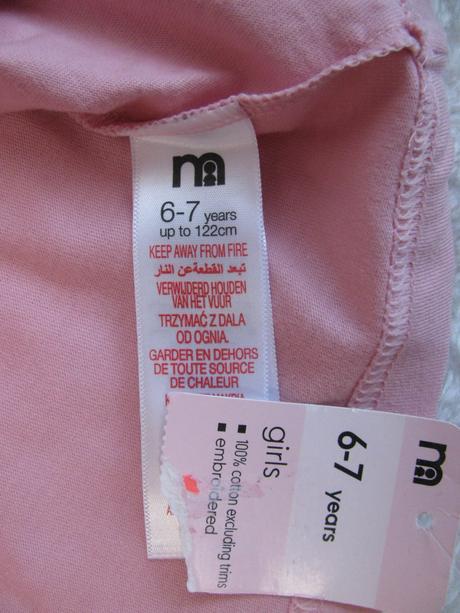 m
6-7 years
up to 122cm
KEEP AWAY FROM FIRE
تبعد القطعة عن النار
VERWIJDERD HOUDEN
VAN HET VUUR
TRZYMAĆ Z DALA
OD OGNIA.
GARDER EN DEHORS
DE TOUTE SOURCE
DE CHALEUR
m
6-7 years
girls
▪ 100% cotton excluding trims
▪ embroidered